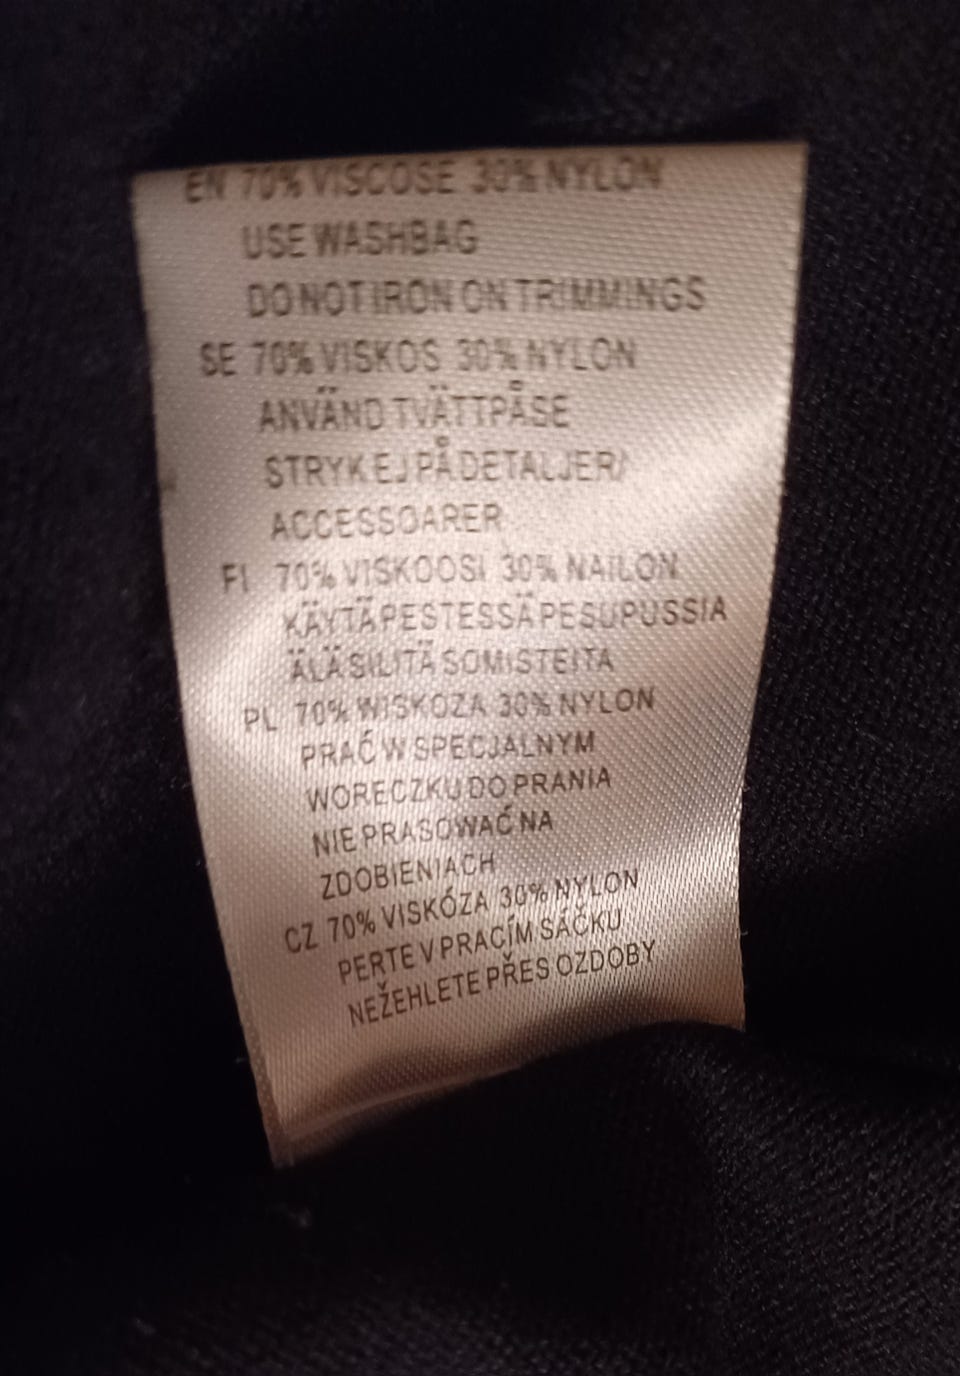 EN 70% VISCOSE 30% NYLON
USE WASHBAG
DO NOT IRON ON TRIMMINGS
SE 70% VISKOS 30% NYLON
ANVÄND TVÄTTPÅSE
STRYK EJ PÅ DETALJER/
ACCESSOARER
FI 70% VISKOOSI 30% NAILON
KÄYTÄ PESTESSÄ PESUPUSSIA
ÄLÄ SILITÄ SOMISTEITA
PL 70% WISKOZA 30% NYLON
PRAĆ W SPECJALNYM
WORECZKU DO PRANIA
NIE PRASOWAĆ NA
ZDOBIENIACH
CZ 70% VISKÓZA 30% NYLON
PERTE V PRACÍM SÁČKU
NEŽEHLETE PŘES OZDOBY